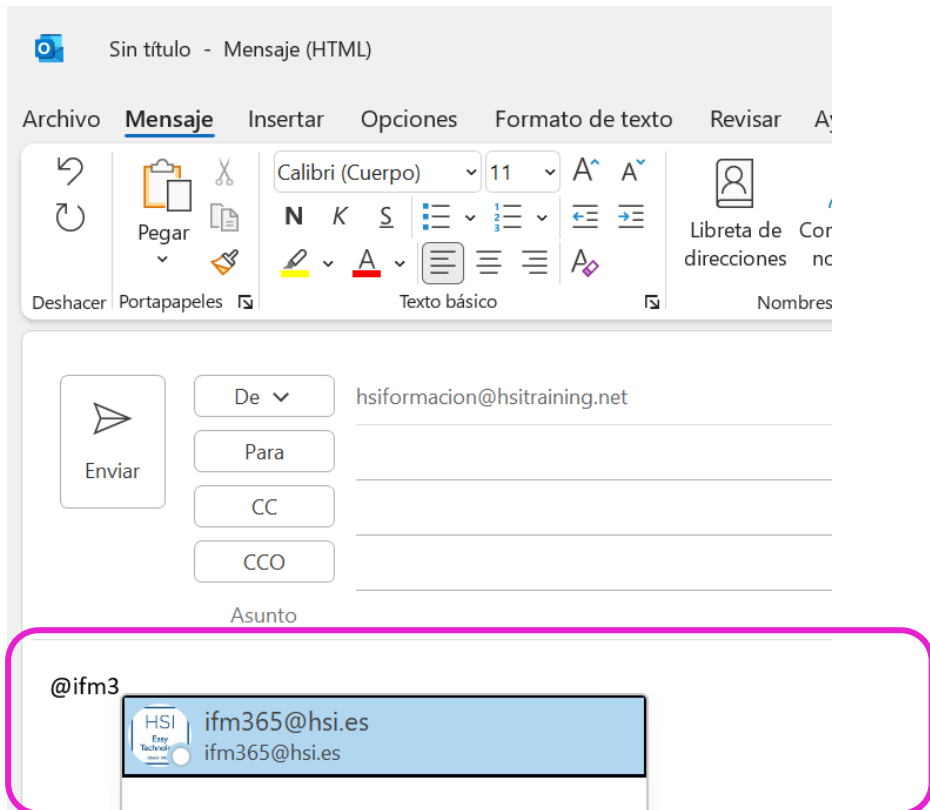 Sin título - Mensaje (HTML)
Archivo Mensaje Insertar Opciones Formato de texto Revisar
Calibri (Cuerpo) 11 A A
Pegar
N K S
A A
Libreta de direcciones
Deshacer Portapapeles Texto básico Nombres
Enviar
De hsiformacion@hsitraining.net
Para
CC
CCO
Asunto
@ifm3
HSI
Easy
ifm365@hsi.es
ifm365@hsi.es